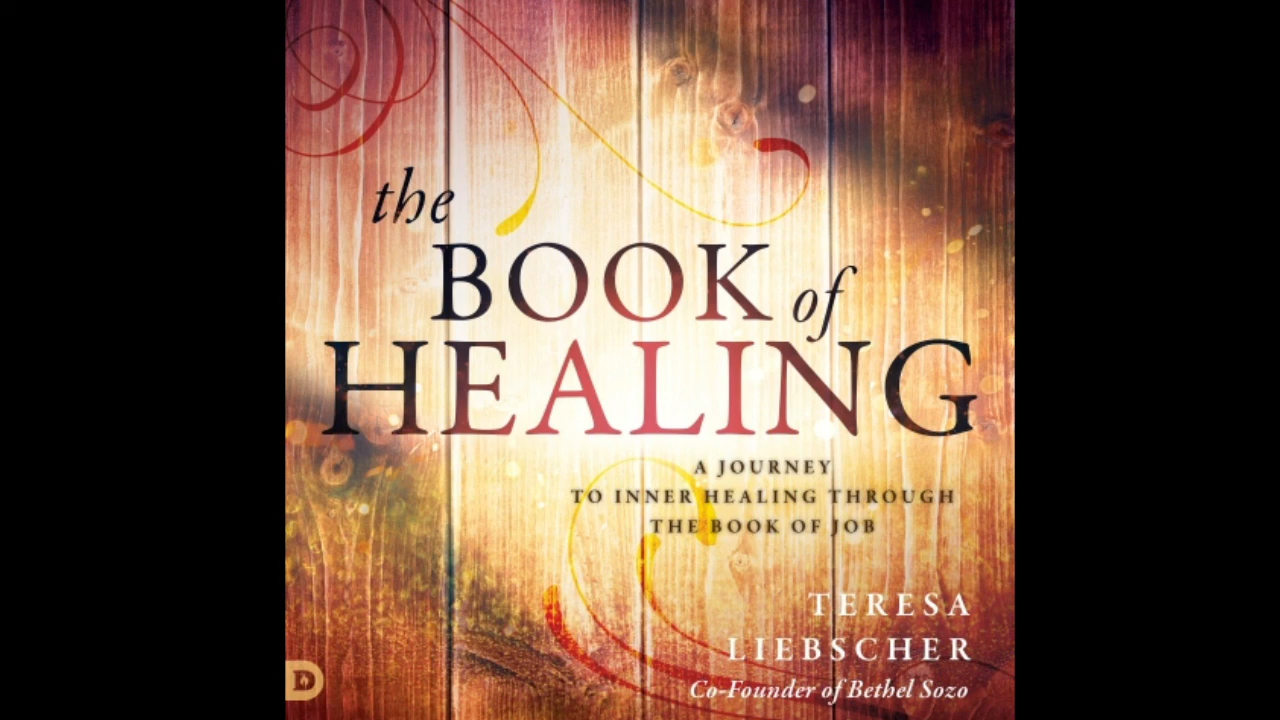 the
BOOK of
HEALING
A JOURNEY
TO INNER HEALING THROUGH
THE BOOK OF JOB
TERESA
LIEBSCHER
Co-Founder of Bethel Sozo
D